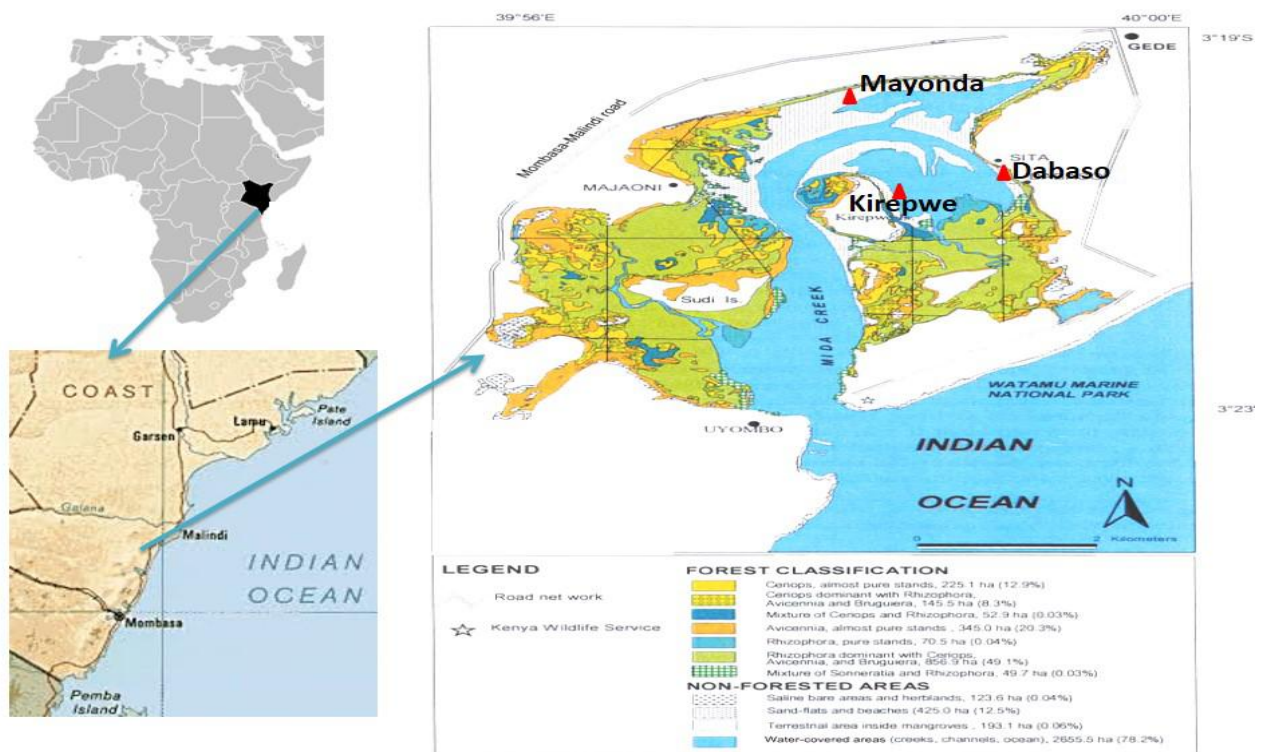 39°56'E
40°00'E
3°19'S
GEDE
Mayonda
Mombasa-Malindi road
SITA
Dabaso
MAJAONI
Kirepwe
Kirepwe
Sudi Is.
MIDA CREEK
WATAMU MARINE
NATIONAL PARK
3°23'
UYOMBO
INDIAN
OCEAN
N
0 2 Kilometers
COAST
Pate
Island
Lamu
Garsen
Galana
Malindi
INDIAN
OCEAN
Mombasa
Pemba
Island
LEGEND
Road net work
Kenya Wildlife Service
FOREST CLASSIFICATION
Ceriops, almost pure stands, 225.1 ha (12.9%)
Ceriops dominant with Rhizophora,
Avicennia and Bruguiera, 145.5 ha (8.3%)
Mixture of Ceriops and Rhizophora, 52.9 ha (0.03%)
Avicennia, almost pure stands , 345.0 ha (20.3%)
Rhizophora, pure stands, 70.5 ha (0.04%)
Rhizophora dominant with Ceriops,
Avicennia, and Bruguiera, 856.9 ha (49.1%)
Mixture of Sonneratia and Rhizophora, 49.7 ha (0.03%)
NON-FORESTED AREAS
Saline bare areas and herblands, 123.6 ha (0.04%)
Sand-flats and beaches (425.0 ha (12.5%)
Terrestrial area inside mangroves , 193.1 ha (0.06%)
Water-covered areas (creeks, channels, ocean), 2655.5 ha (78.2%)